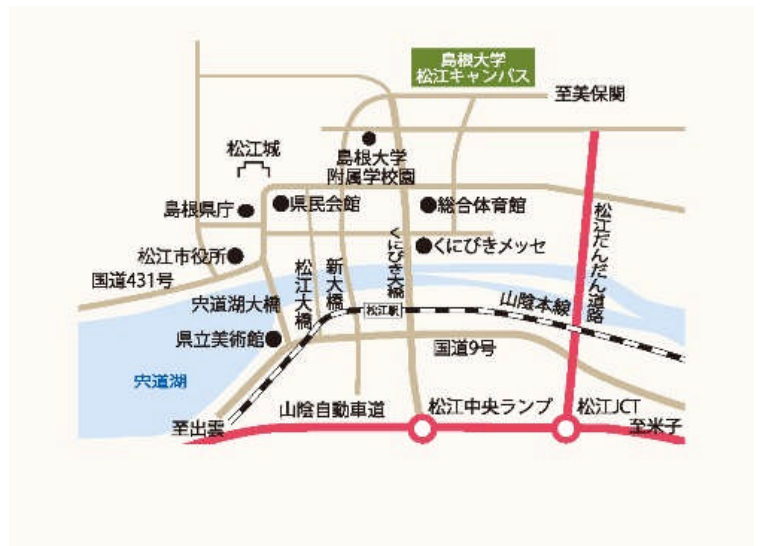 島根大学
松江キャンパス
至美保関
松江城
島根大学
附属学校園
島根県庁
県民会館
総合体育館
松江市役所
くにびきメッセ
国道431号
松江大橋
新大橋
くにびき大橋
松江だんだん道路
宍道湖大橋
松江駅
山陰本線
県立美術館
国道9号
宍道湖
山陰自動車道
松江中央ランプ
松江JCT
至出雲
至米子